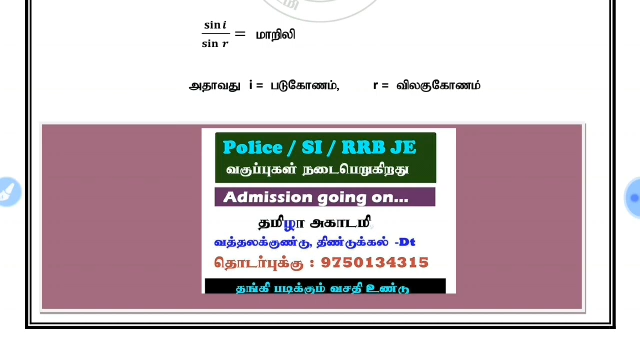 sin i
sin r
= மாறிலி
அதாவது i = படுகோணம், r = விலகுகோணம்
Police / SI / RRB JE
வகுப்புகள் நடைபெறுகிறது
Admission going on...
தமிழா அகாடமி
வத்தலக்குண்டு, திண்டுக்கல் -Dt
தொடர்புக்கு : 9750134315
தங்கி படிக்கும் வசதி உண்டு